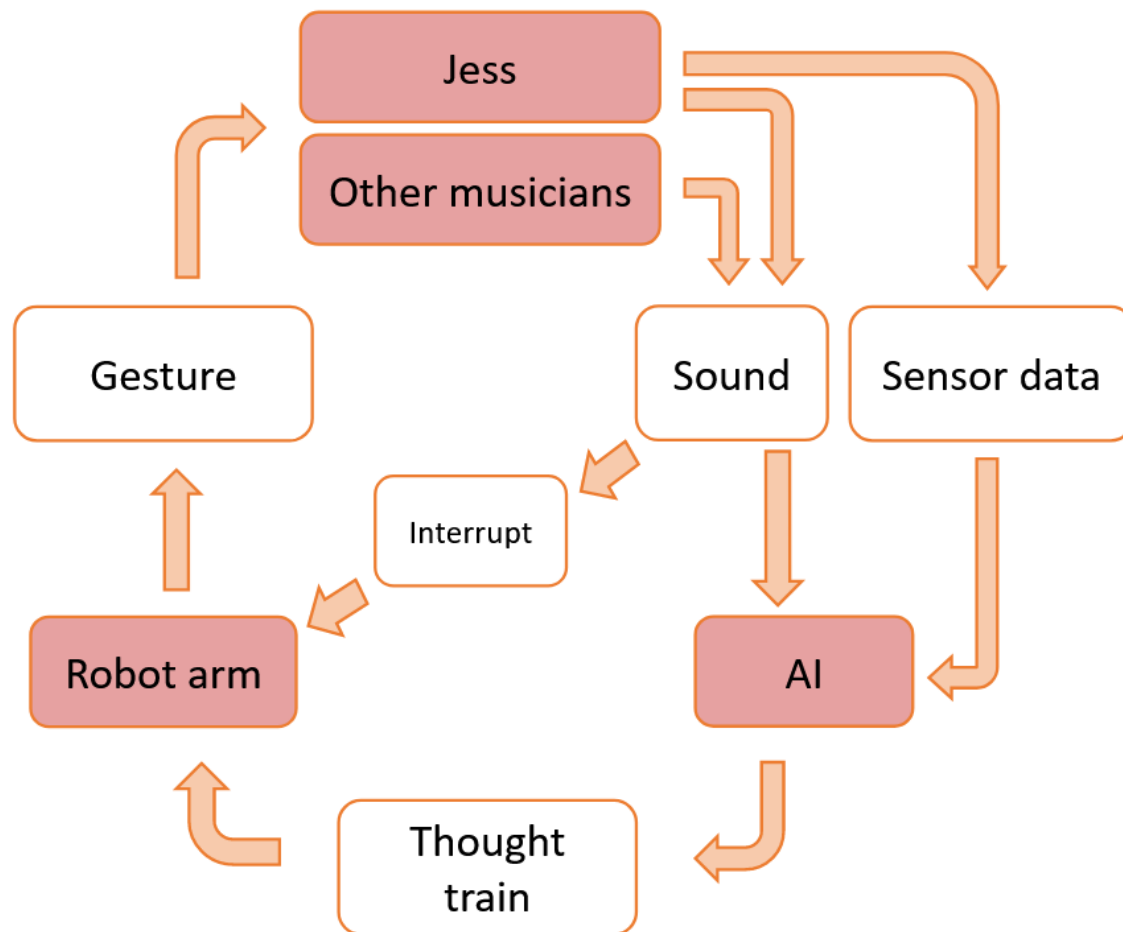 Jess
Other musicians
Gesture
Sound
Sensor data
Interrupt
Robot arm
AI
Thought
train